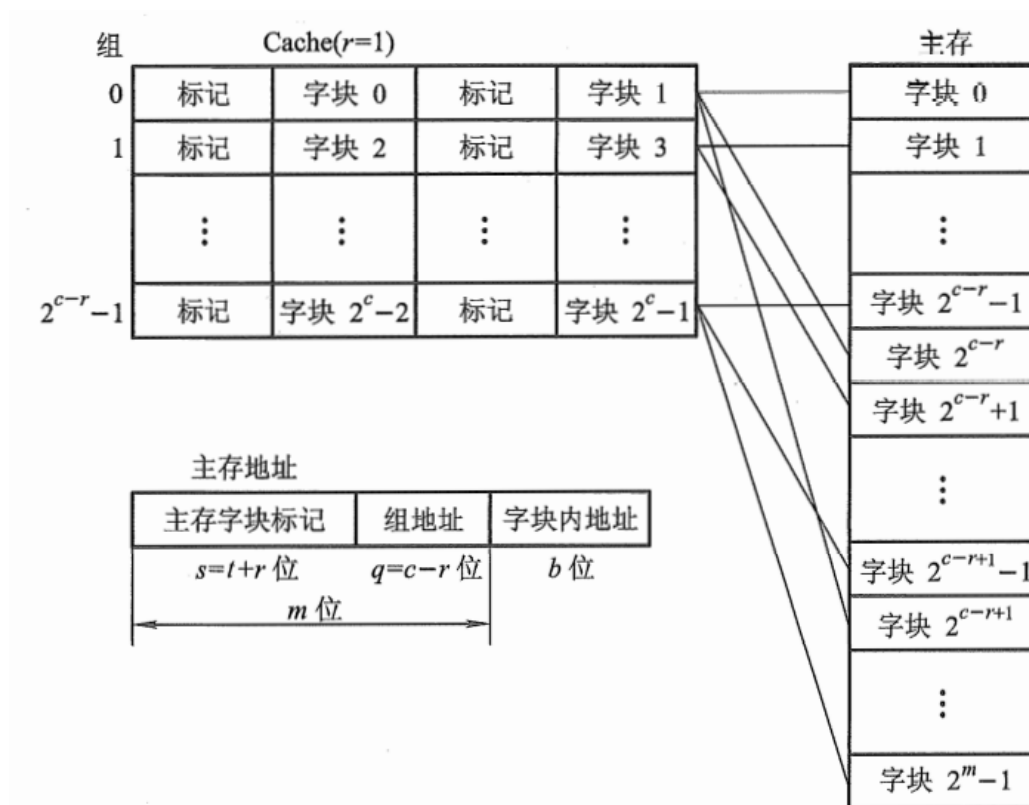 组 Cache(r=1) 主存
0 标记 字块 0 标记 字块 1 字块 0
1 标记 字块 2 标记 字块 3 字块 1
⋮ ⋮ ⋮ ⋮ ⋮
2^{c-r}-1 标记 字块 2^c-2 标记 字块 2^c-1 字块 2^{c-r}-1
字块 2^{c-r}
字块 2^{c-r}+1
⋮
主存地址
主存字块标记 组地址 字块内地址
s=t+r 位 q=c-r 位 b 位
m 位
字块 2^{c-r+1}-1
字块 2^{c-r+1}
⋮
字块 2^m-1